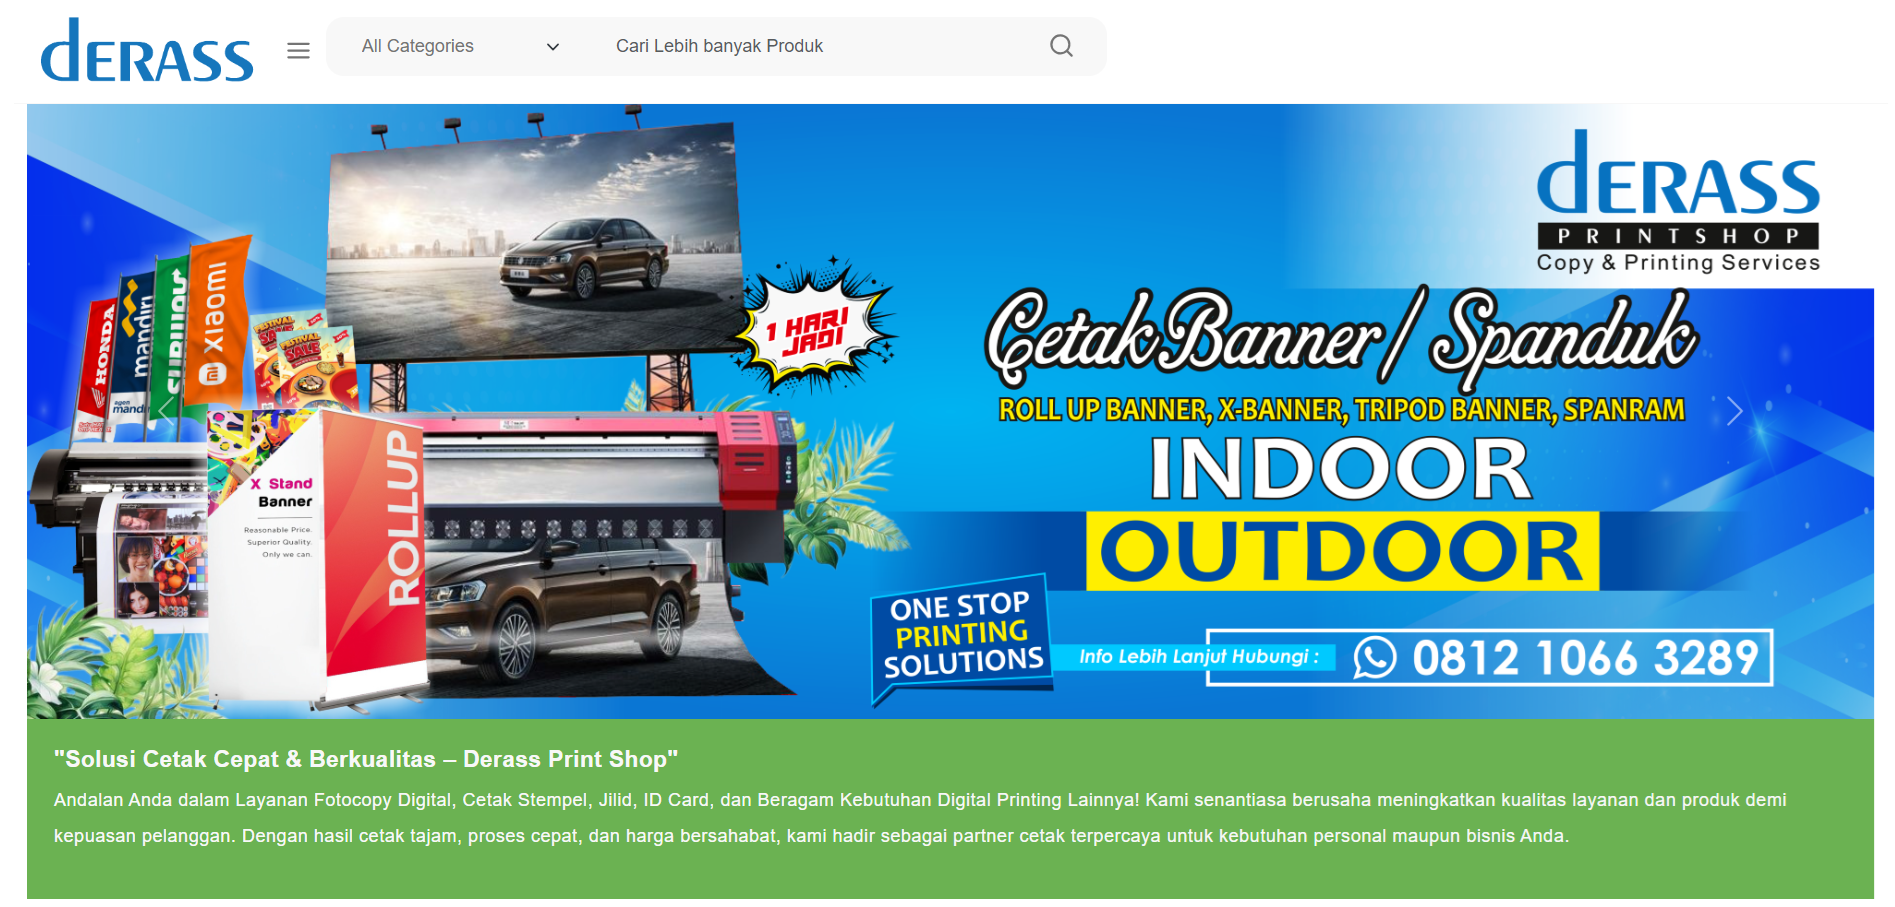 dERASS
All Categories
Cari Lebih banyak Produk
dERASS
PRINTSHOP
Copy & Printing Services
HONDA
mandiri
agen
mandiri
XIAOMI
FESTIVAL
SALE
FESTIVAL
SALE
1 HARI
JADI
Cetak Banner / Spanduk
ROLL UP BANNER, X-BANNER, TRIPOD BANNER, SPANRAM
INDOOR
OUTDOOR
X Stand
Banner
Reasonable Price.
Superior Quality.
Only we can.
ROLLUP
ONE STOP
PRINTING
SOLUTIONS
Info Lebih Lanjut Hubungi :
0812 1066 3289
"Solusi Cetak Cepat & Berkualitas – Derass Print Shop"
Andalan Anda dalam Layanan Fotocopy Digital, Cetak Stempel, Jilid, ID Card, dan Beragam Kebutuhan Digital Printing Lainnya! Kami senantiasa berusaha meningkatkan kualitas layanan dan produk demi
kepuasan pelanggan. Dengan hasil cetak tajam, proses cepat, dan harga bersahabat, kami hadir sebagai partner cetak terpercaya untuk kebutuhan personal maupun bisnis Anda.